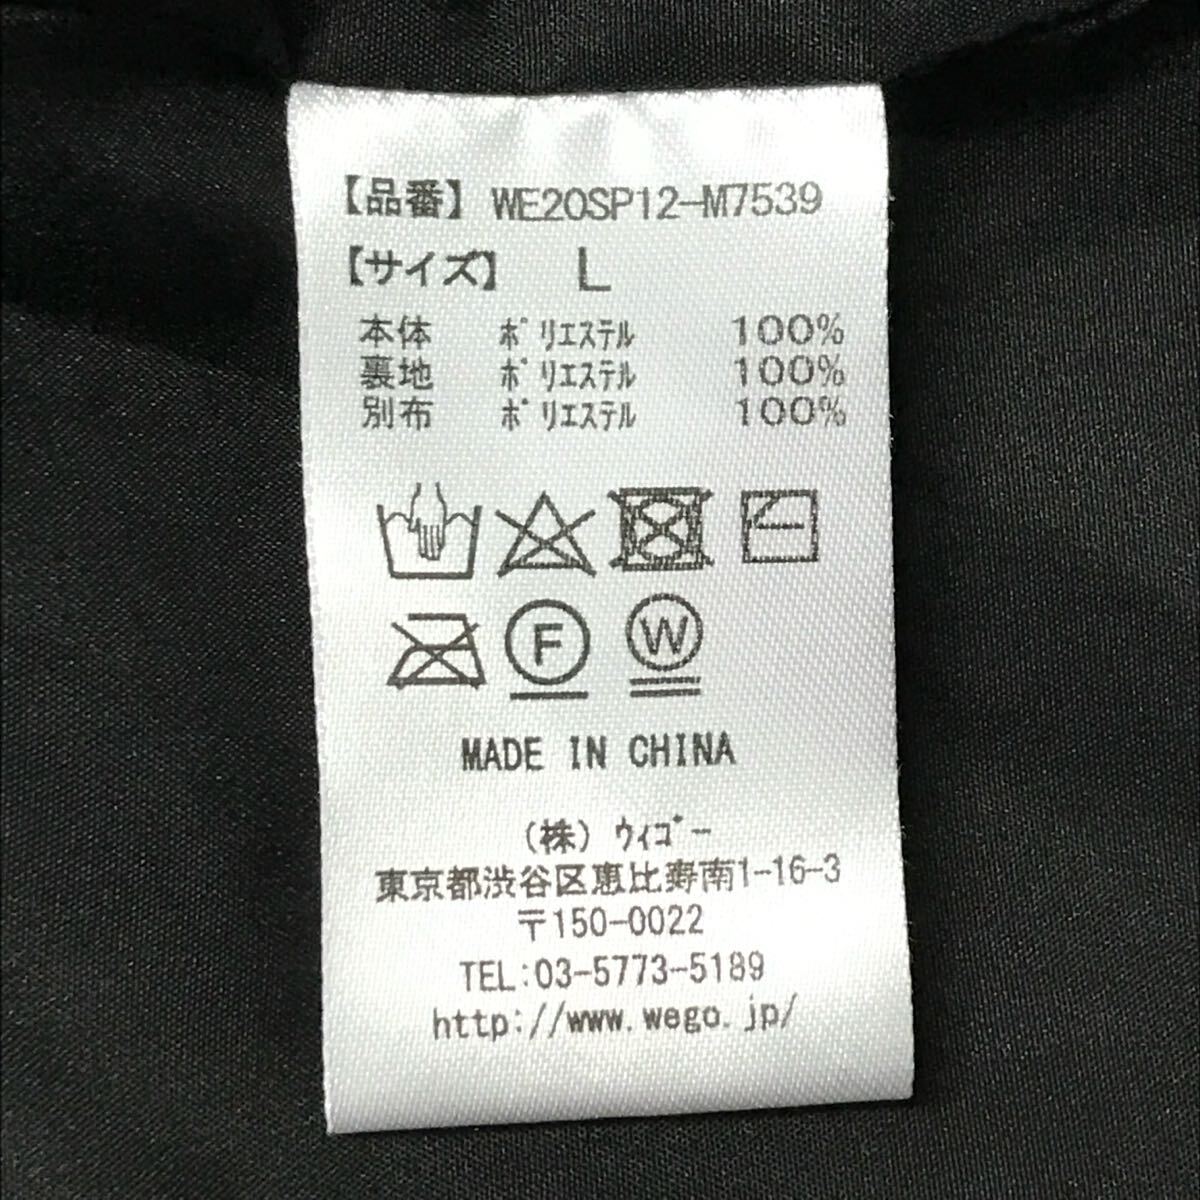 【品番】 WE20SP12-M7539
【サイズ】 L
本体 ポリエステル 100%
裏地 ポリエステル 100%
別布 ポリエステル 100%
F W
MADE IN CHINA
(株) ウィゴー
東京都渋谷区恵比寿南1-16-3
〒150-0022
TEL:03-5773-5189
http://www.wego.jp/